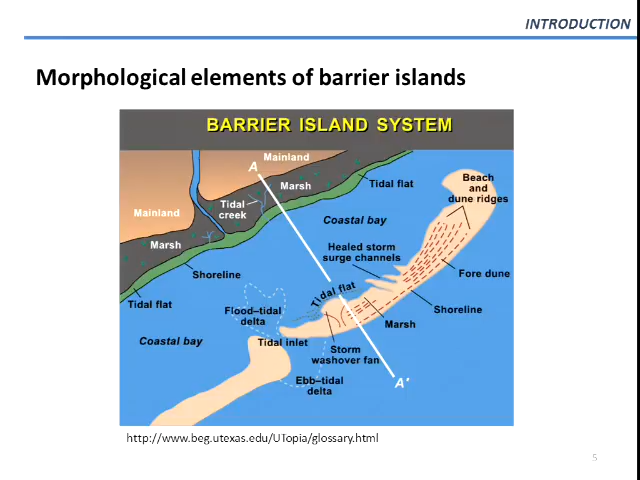 INTRODUCTION
Morphological elements of barrier islands
BARRIER ISLAND SYSTEM
Mainland
A
Marsh
Tidal flat
Beach
and
dune ridges
Tidal
creek
Mainland
Coastal bay
Marsh
Healed storm
surge channels
Shoreline
Fore dune
Tidal flat
Tidal flat
Flood–tidal
delta
Shoreline
Marsh
Coastal bay
Tidal inlet
Storm
washover fan
Ebb–tidal
delta
A'
http://www.beg.utexas.edu/UTopia/glossary.html
5